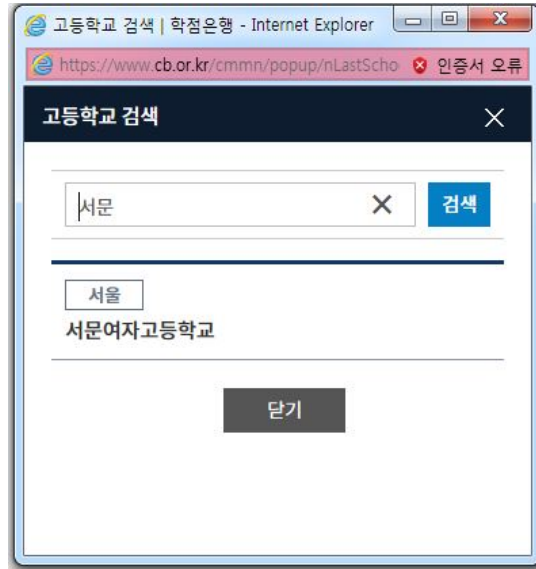 고등학교 검색 | 학점은행 - Internet Explorer
https://www.cb.or.kr/cmmn/popup/nLastScho 인증서 오류
고등학교 검색
서문 검색
서울
서문여자고등학교
닫기